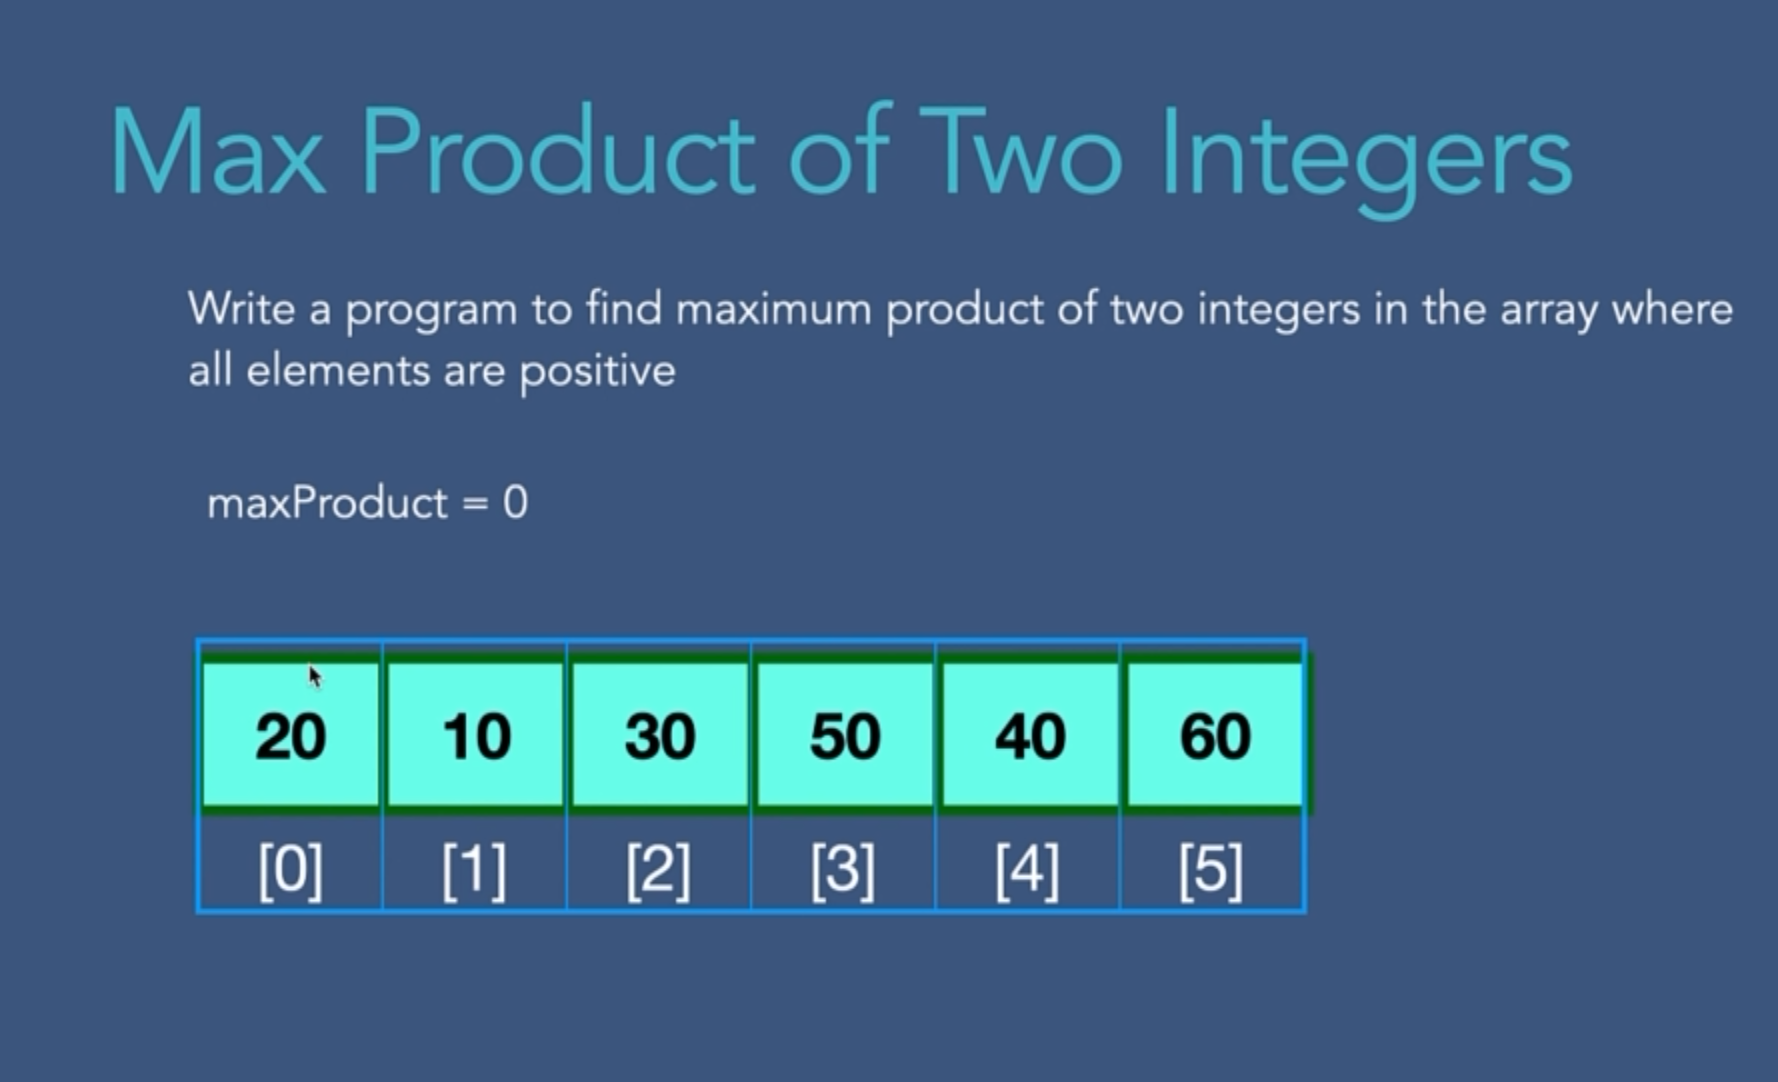 Max Product of Two Integers
Write a program to find maximum product of two integers in the array where
all elements are positive
maxProduct = 0
20 10 30 50 40 60
[0] [1] [2] [3] [4] [5]